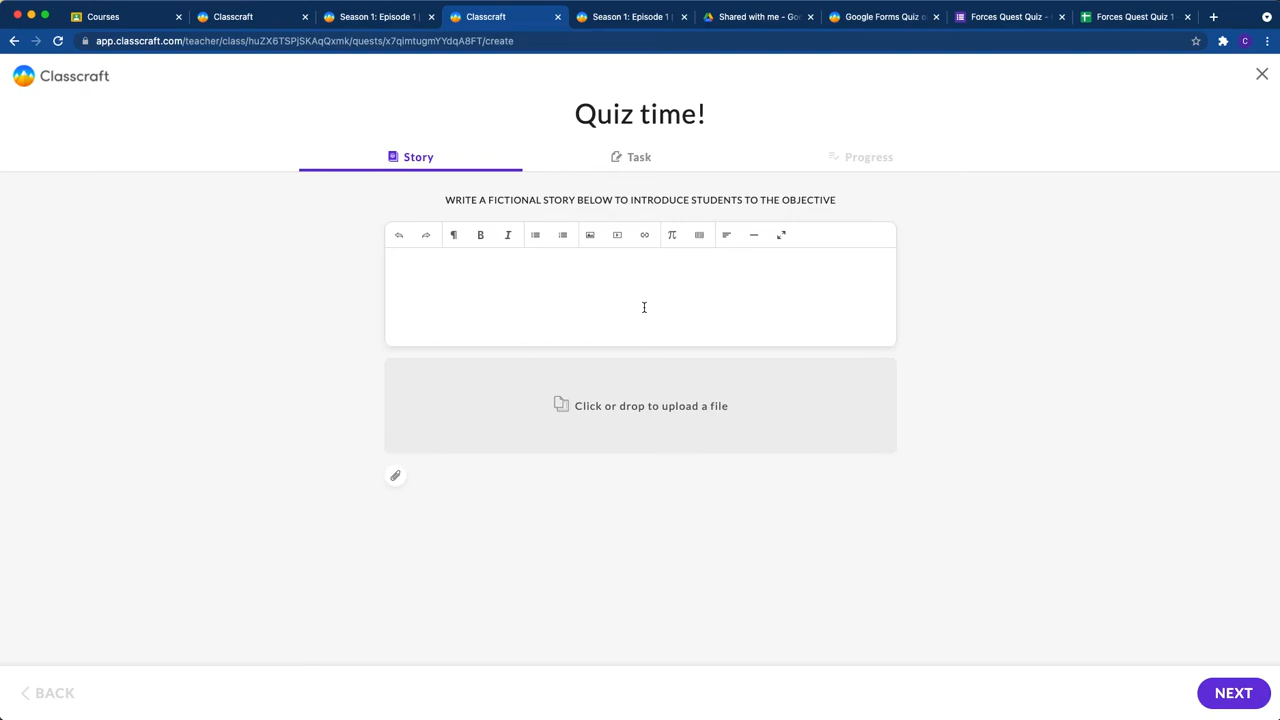 Courses
Classcraft
Season 1: Episode 1
Classcraft
Season 1: Episode 1
Shared with me - Goo
Google Forms Quiz o
Forces Quest Quiz -
Forces Quest Quiz 1
app.classcraft.com/teacher/class/huZX6TSPjSKAqQxmk/quests/x7qimtugmYYdqA8FT/create
C
Classcraft
Quiz time!
Story
Task
Progress
WRITE A FICTIONAL STORY BELOW TO INTRODUCE STUDENTS TO THE OBJECTIVE
Click or drop to upload a file
BACK
NEXT